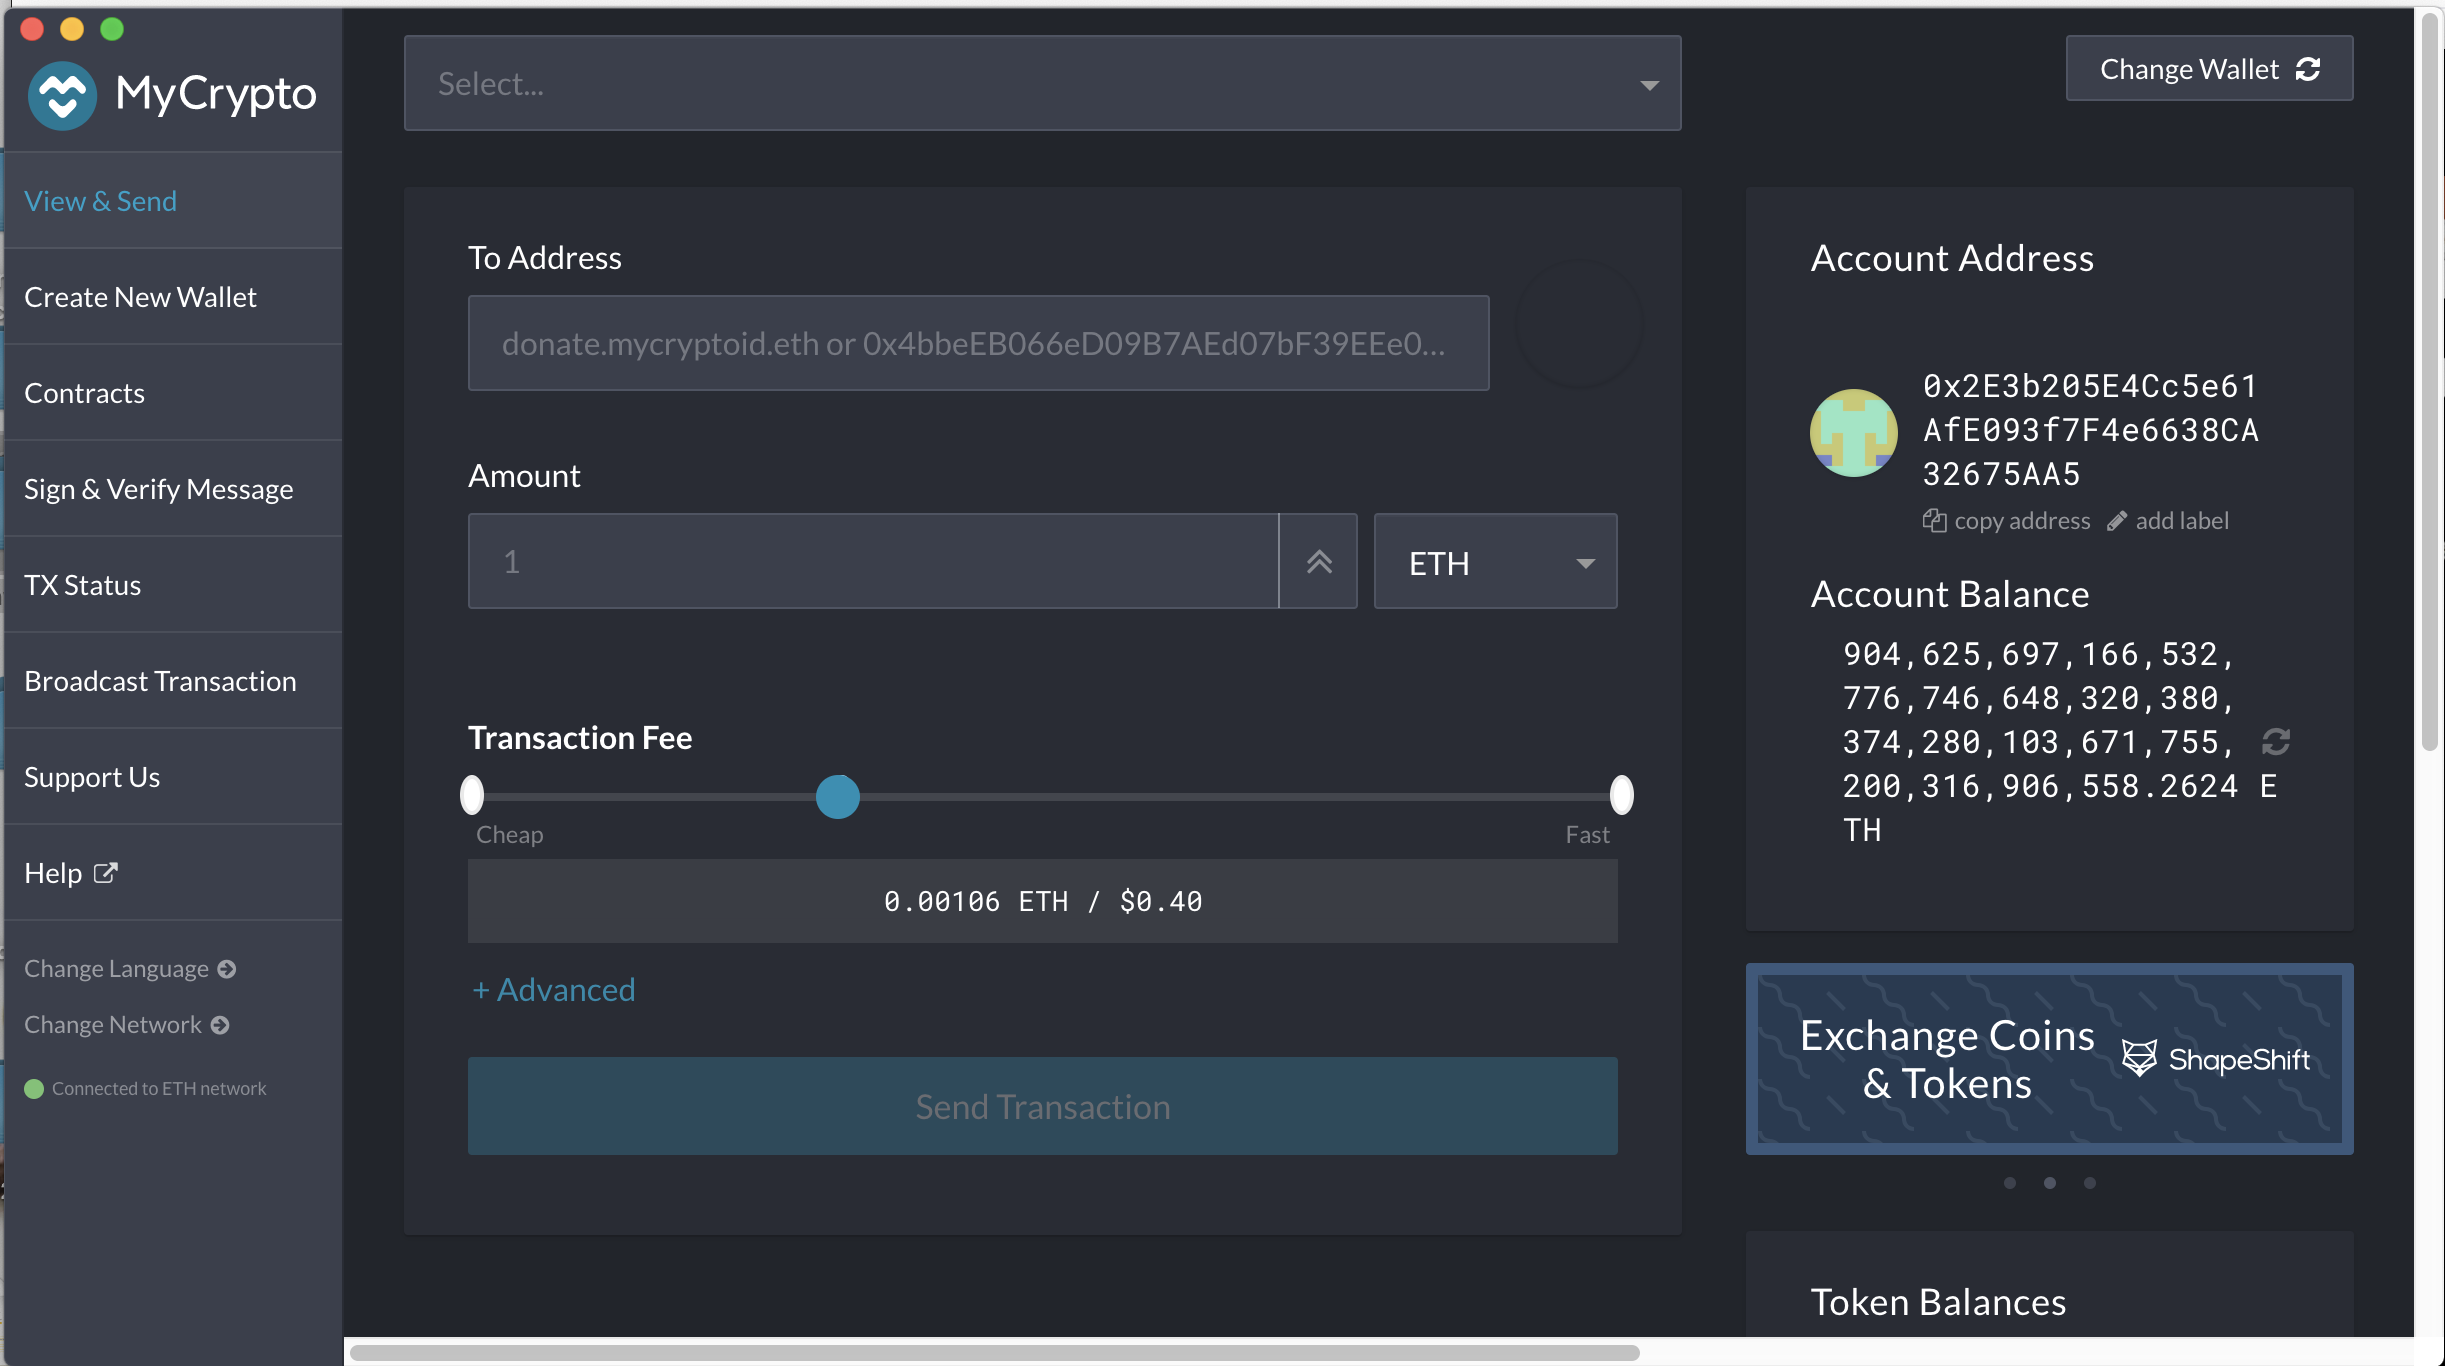 MyCrypto
View & Send
Create New Wallet
Contracts
Sign & Verify Message
TX Status
Broadcast Transaction
Support Us
Help
Change Language
Change Network
Connected to ETH network
Select...
Change Wallet
To Address
donate.mycryptoid.eth or 0x4bbeEB066eD09B7AEd07bF39EEe0...
Amount
1
ETH
Transaction Fee
Cheap
Fast
0.00106 ETH / $0.40
+ Advanced
Send Transaction
Account Address
0x2E3b205E4Cc5e61
AfE093f7F4e6638CA
32675AA5
copy address
add label
Account Balance
904,625,697,166,532,
776,746,648,320,380,
374,280,103,671,755,
200,316,906,558.2624 E
TH
Exchange Coins
& Tokens
ShapeShift
Token Balances